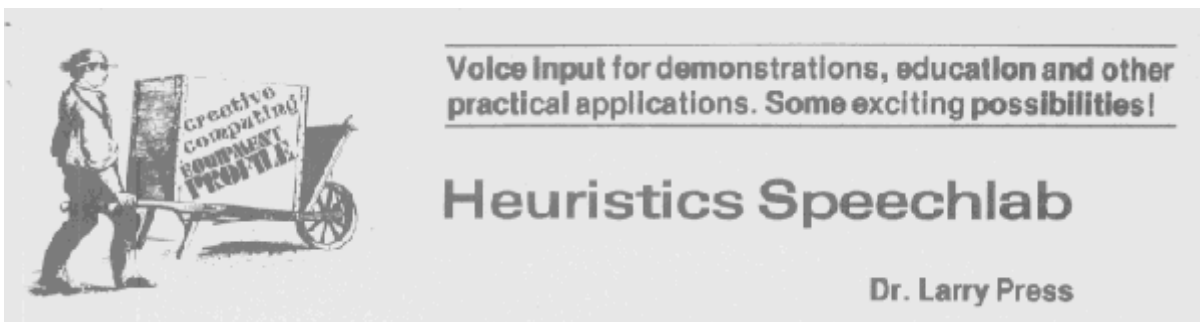 creative
computing
EQUIPMENT
PROFILE
Voice input for demonstrations, education and other
practical applications. Some exciting possibilities!
Heuristics Speechlab
Dr. Larry Press